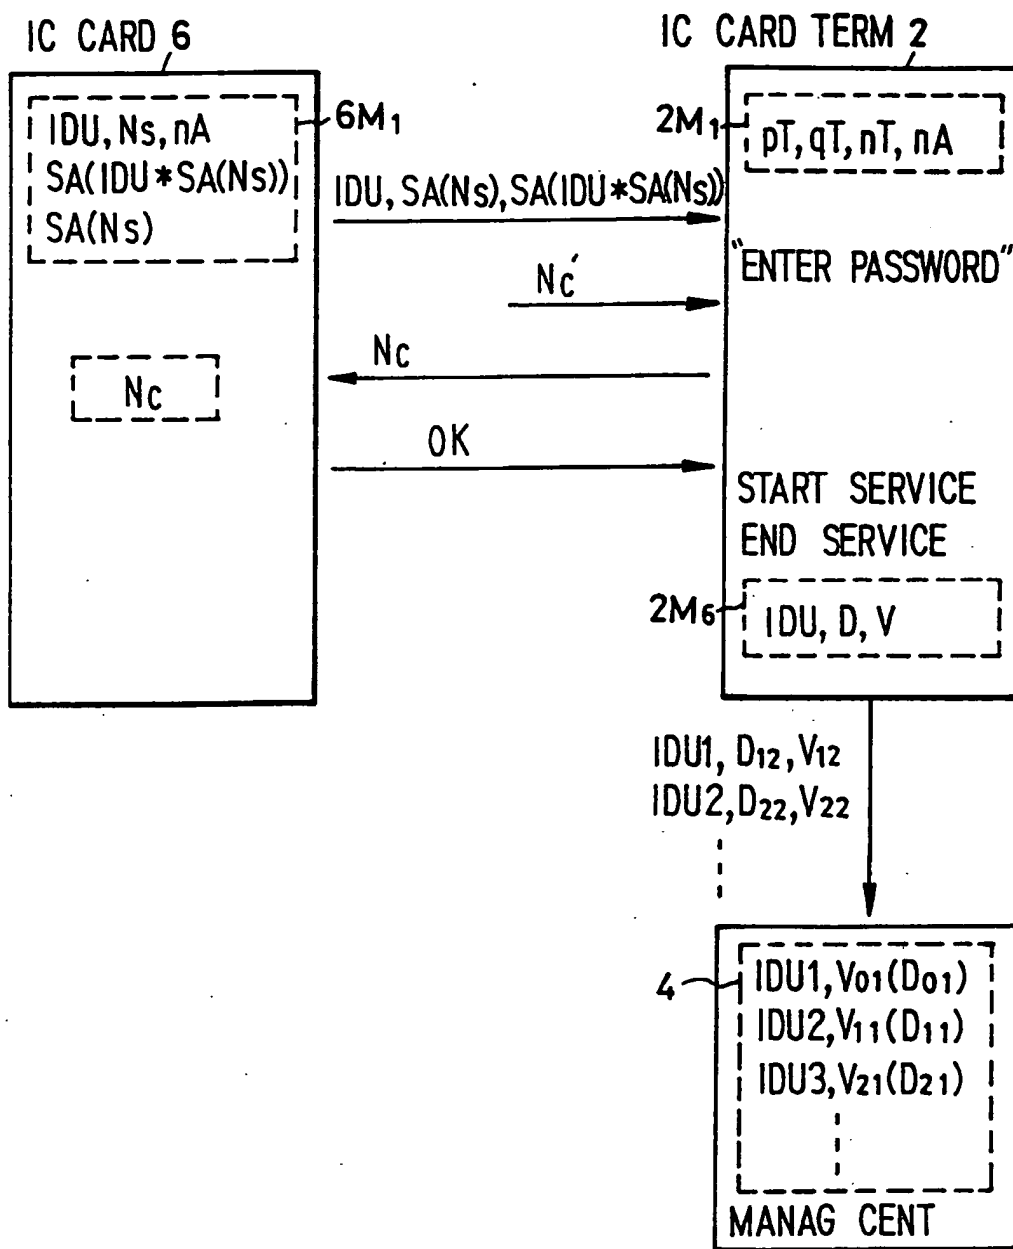 IC CARD 6
IC CARD TERM 2
IDU, Ns, nA
SA(IDU*SA(Ns))
SA(Ns)
6M1
2M1
pT, qT, nT, nA
IDU, SA(Ns), SA(IDU*SA(Ns))
"ENTER PASSWORD"
Nc'
Nc
Nc
OK
START SERVICE
END SERVICE
2M6
IDU, D, V
IDU1, D12, V12
IDU2, D22, V22
4
IDU1, V01(D01)
IDU2, V11(D11)
IDU3, V21(D21)
MANAG CENT